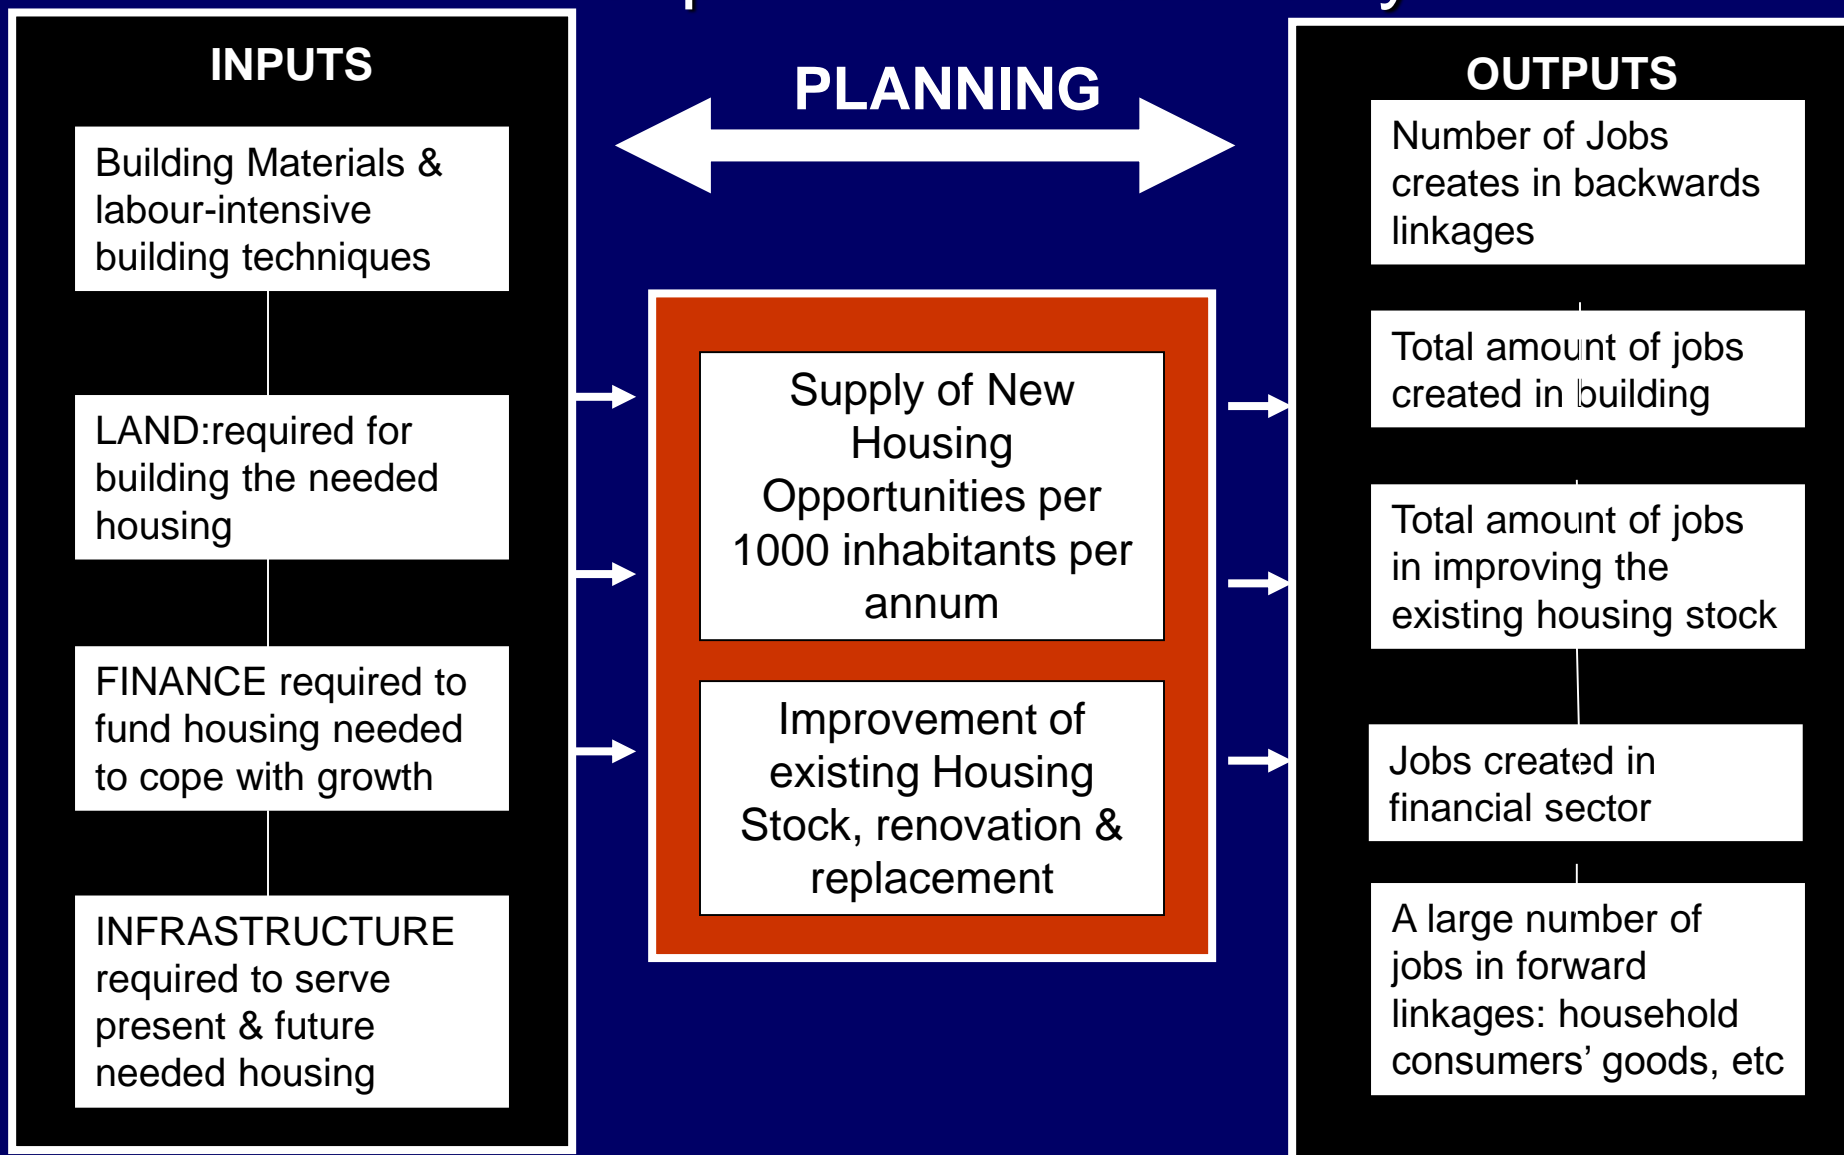 INPUTS
Building Materials &
labour-intensive
building techniques
LAND:required for
building the needed
housing
FINANCE required to
fund housing needed
to cope with growth
INFRASTRUCTURE
required to serve
present & future
needed housing
PLANNING
Supply of New
Housing
Opportunities per
1000 inhabitants per
annum
Improvement of
existing Housing
Stock, renovation &
replacement
OUTPUTS
Number of Jobs
creates in backwards
linkages
Total amount of jobs
created in building
Total amount of jobs
in improving the
existing housing stock
Jobs created in
financial sector
A large number of
jobs in forward
linkages: household
consumers’ goods, etc